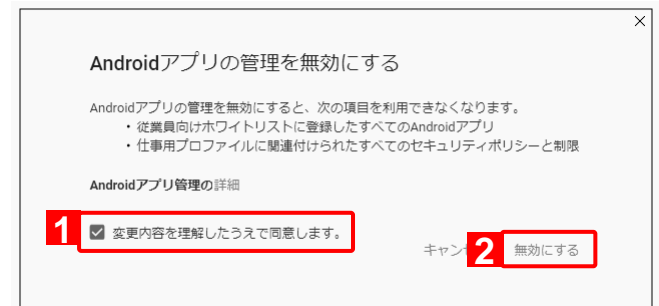 Androidアプリの管理を無効にする
Androidアプリの管理を無効にすると、次の項目を利用できなくなります。
・従業員向けホワイトリストに登録したすべてのAndroidアプリ
・仕事用プロファイルに関連付けられたすべてのセキュリティポリシーと制限
Androidアプリ管理の詳細
1 変更内容を理解したうえで同意します。
キャン 2 無効にする